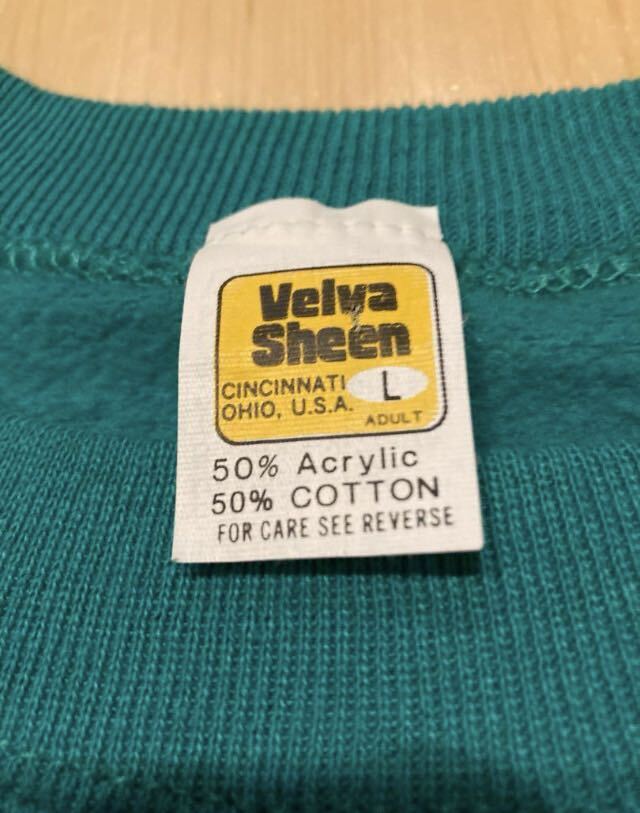 Velva
Sheen
CINCINNATI
OHIO, U.S.A.
L
ADULT
50% Acrylic
50% COTTON
FOR CARE SEE REVERSE